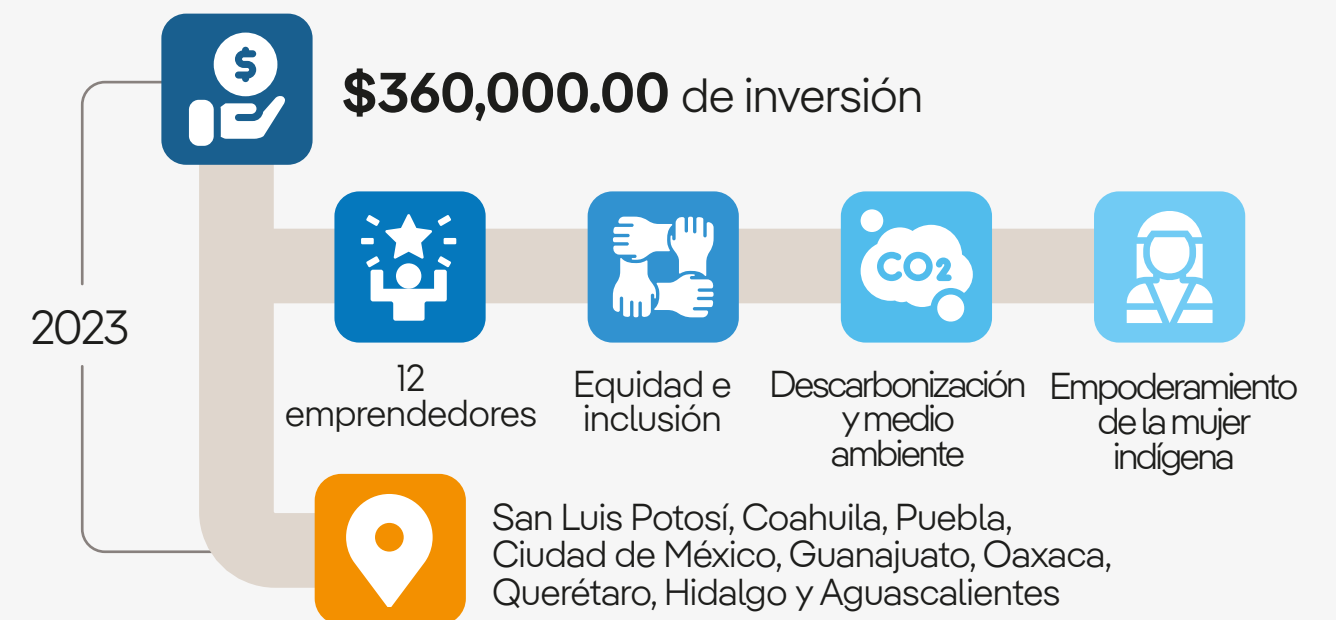 $
$360,000.00 de inversión
2023
CO2
12
emprendedores
Equidad e
inclusión
Descarbonización
y medio
ambiente
Empoderamiento
de la mujer
indígena
San Luis Potosí, Coahuila, Puebla,
Ciudad de México, Guanajuato, Oaxaca,
Querétaro, Hidalgo y Aguascalientes